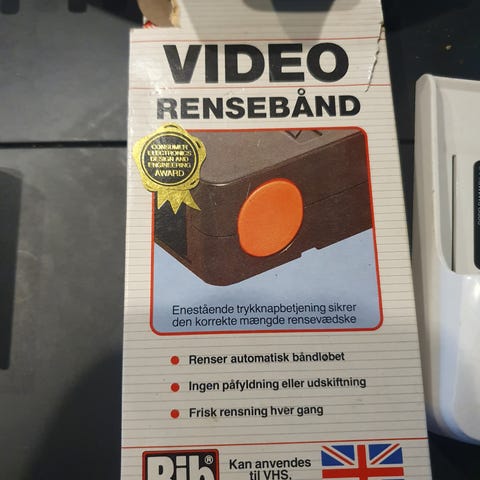 VIDEO
RENSEBÅND
CONSUMER
ELECTRONICS
DESIGN AND
ENGINEERING
AWARD
Enestående trykknapbetjening sikrer
den korrekte mængde rensevædske
Renser automatisk båndløbet
Ingen påfyldning eller udskiftning
Frisk rensning hver gang
Bib®
Kan anvendes
til VHS.